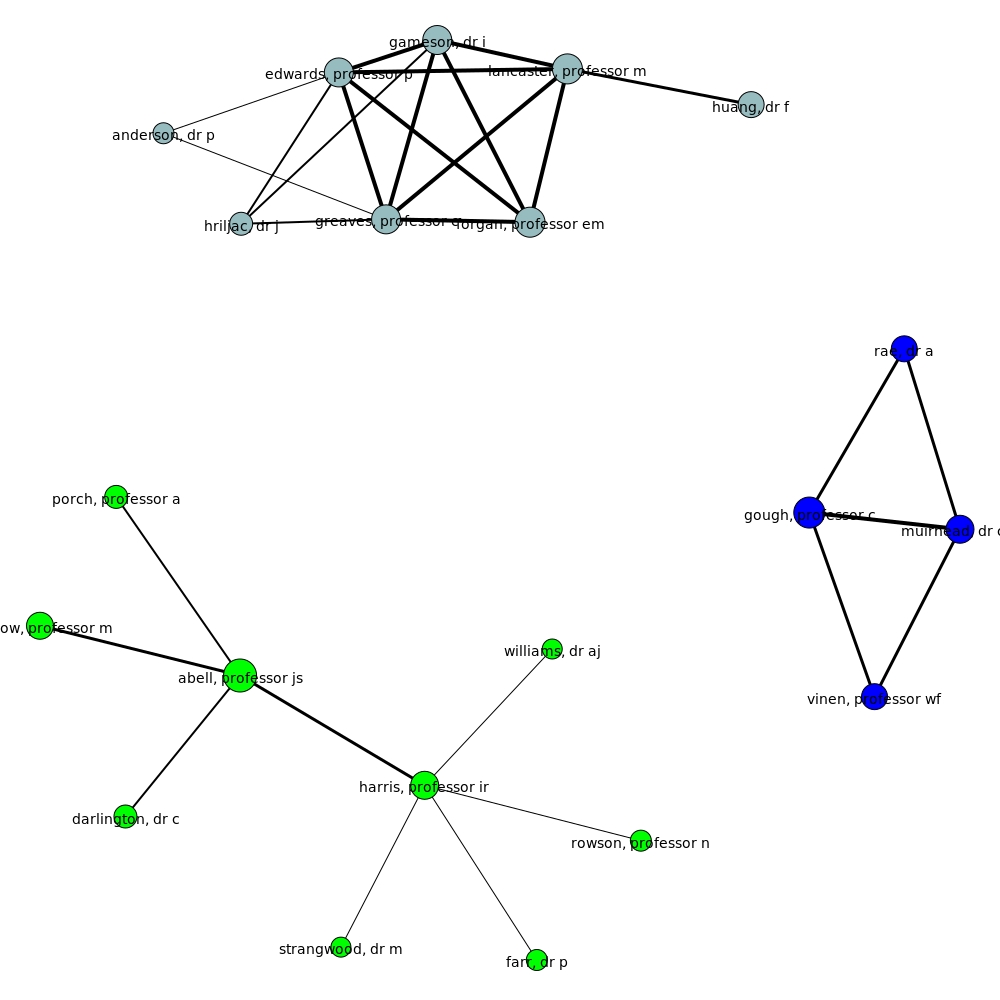 gameson, dr i
edwards, professor p
lancaster, professor m
huang, dr f
anderson, dr p
hriljac, dr j
greaves, professor
forgan, professor em
rae, dr a
porch, professor a
gough, professor c
muirhead, dr
ow, professor m
abell, professor js
williams, dr aj
vinen, professor wf
harris, professor ir
darlington, dr c
rowson, professor n
strangwood, dr m
farr, dr p